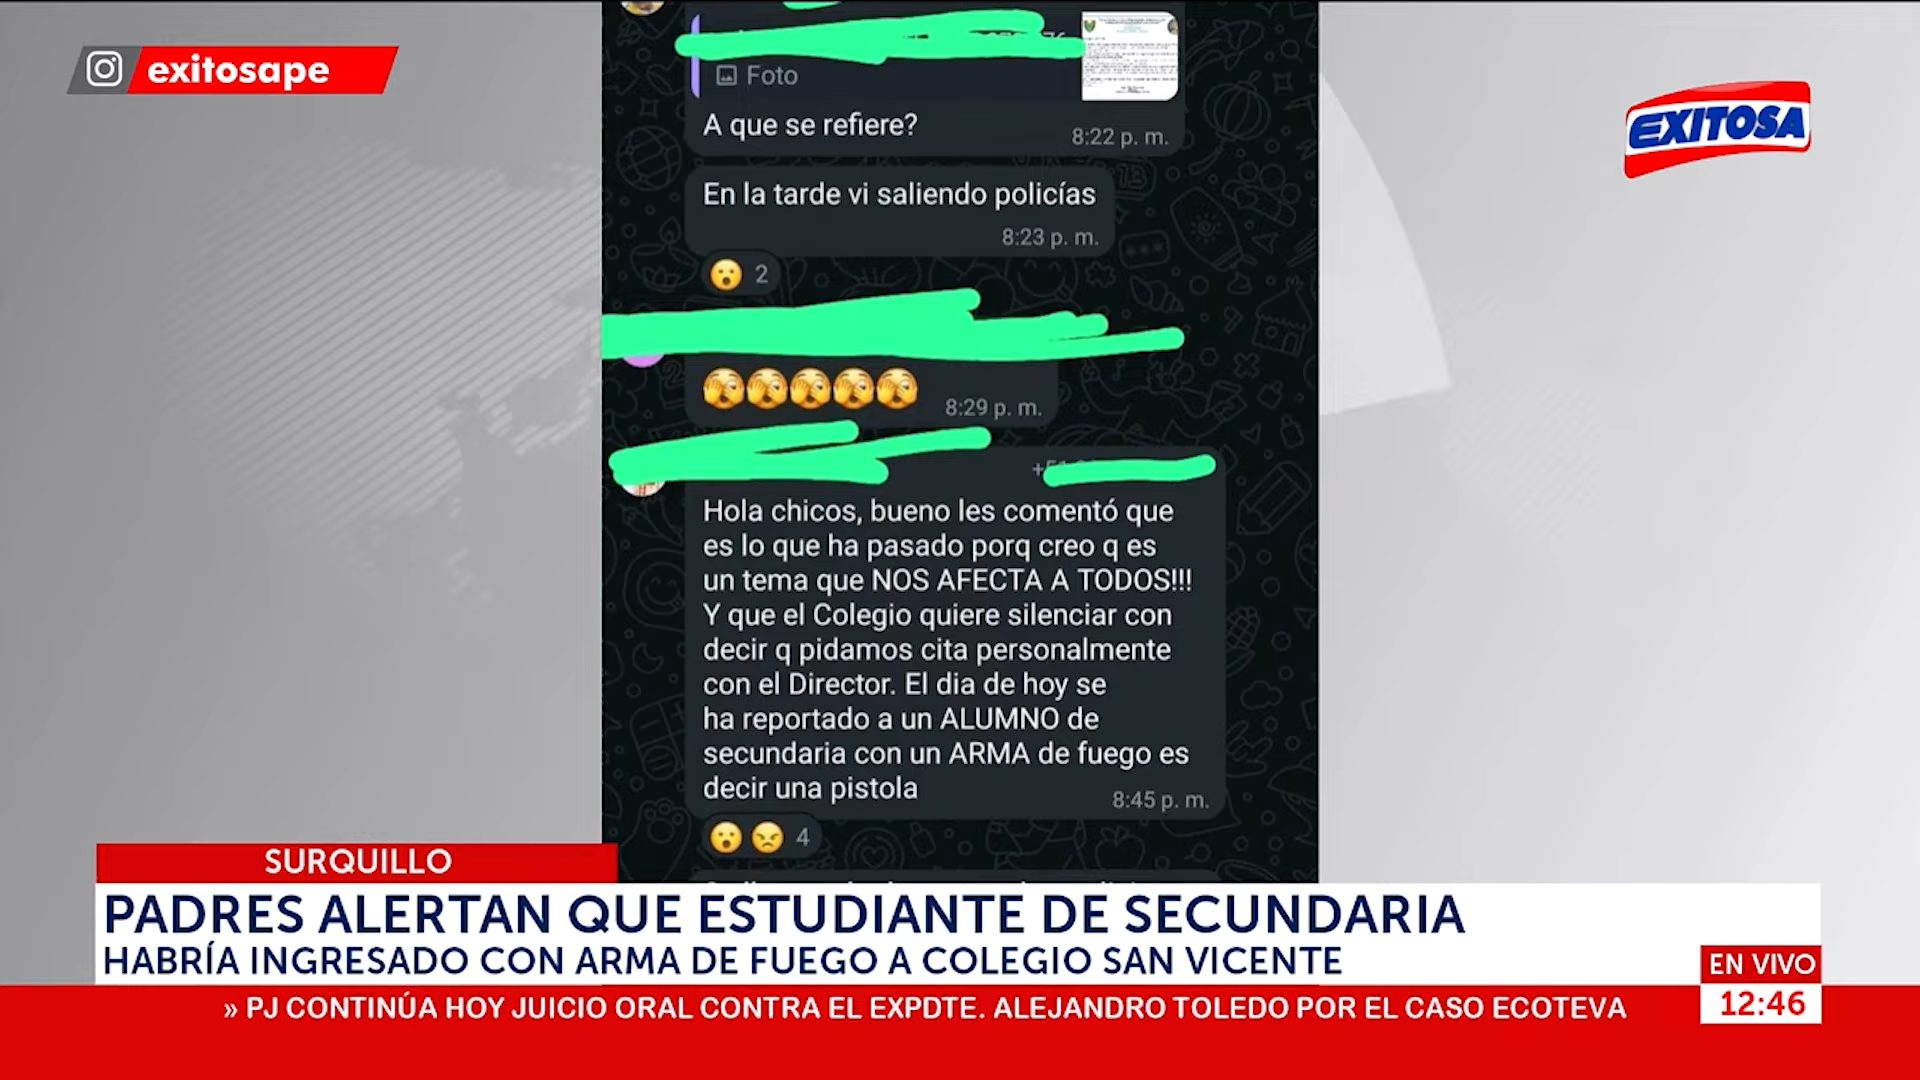 exitosape
EXITOSA
Foto
A que se refiere?
8:22 p. m.
En la tarde vi saliendo policías
8:23 p. m.
2
8:29 p. m.
Hola chicos, bueno les comentó que
es lo que ha pasado porq creo q es
un tema que NOS AFECTA A TODOS!!!
Y que el Colegio quiere silenciar con
decir q pidamos cita personalmente
con el Director. El dia de hoy se
ha reportado a un ALUMNO de
secundaria con un ARMA de fuego es
decir una pistola
8:45 p. m.
4
SURQUILLO
PADRES ALERTAN QUE ESTUDIANTE DE SECUNDARIA
HABRÍA INGRESADO CON ARMA DE FUEGO A COLEGIO SAN VICENTE
EN VIVO
12:46
» PJ CONTINÚA HOY JUICIO ORAL CONTRA EL EXPDTE. ALEJANDRO TOLEDO POR EL CASO ECOTEVA